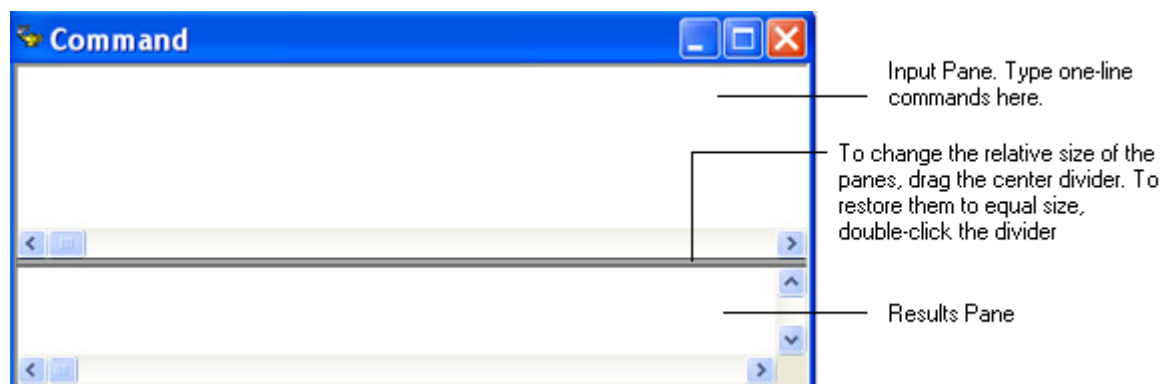 Command
Input Pane. Type one-line
commands here.
To change the relative size of the
panes, drag the center divider. To
restore them to equal size,
double-click the divider
Results Pane